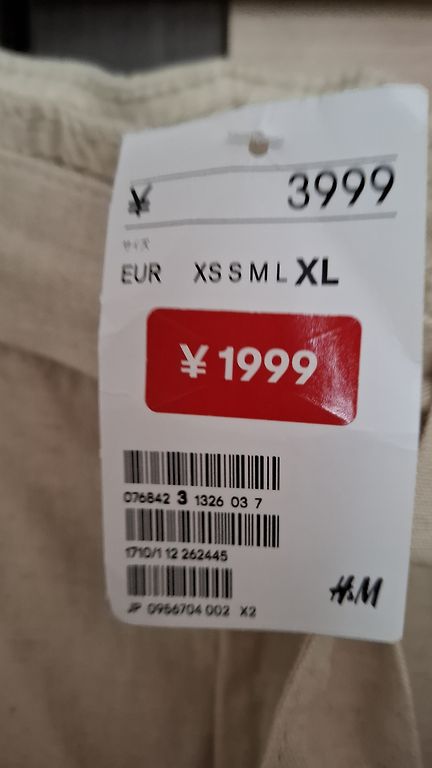 ¥ 3999
サイズ
EUR XS S M L XL
¥ 1999
076842 3 1326 03 7
1710/1 12 262445
H&M
JP 0956704 002 X2